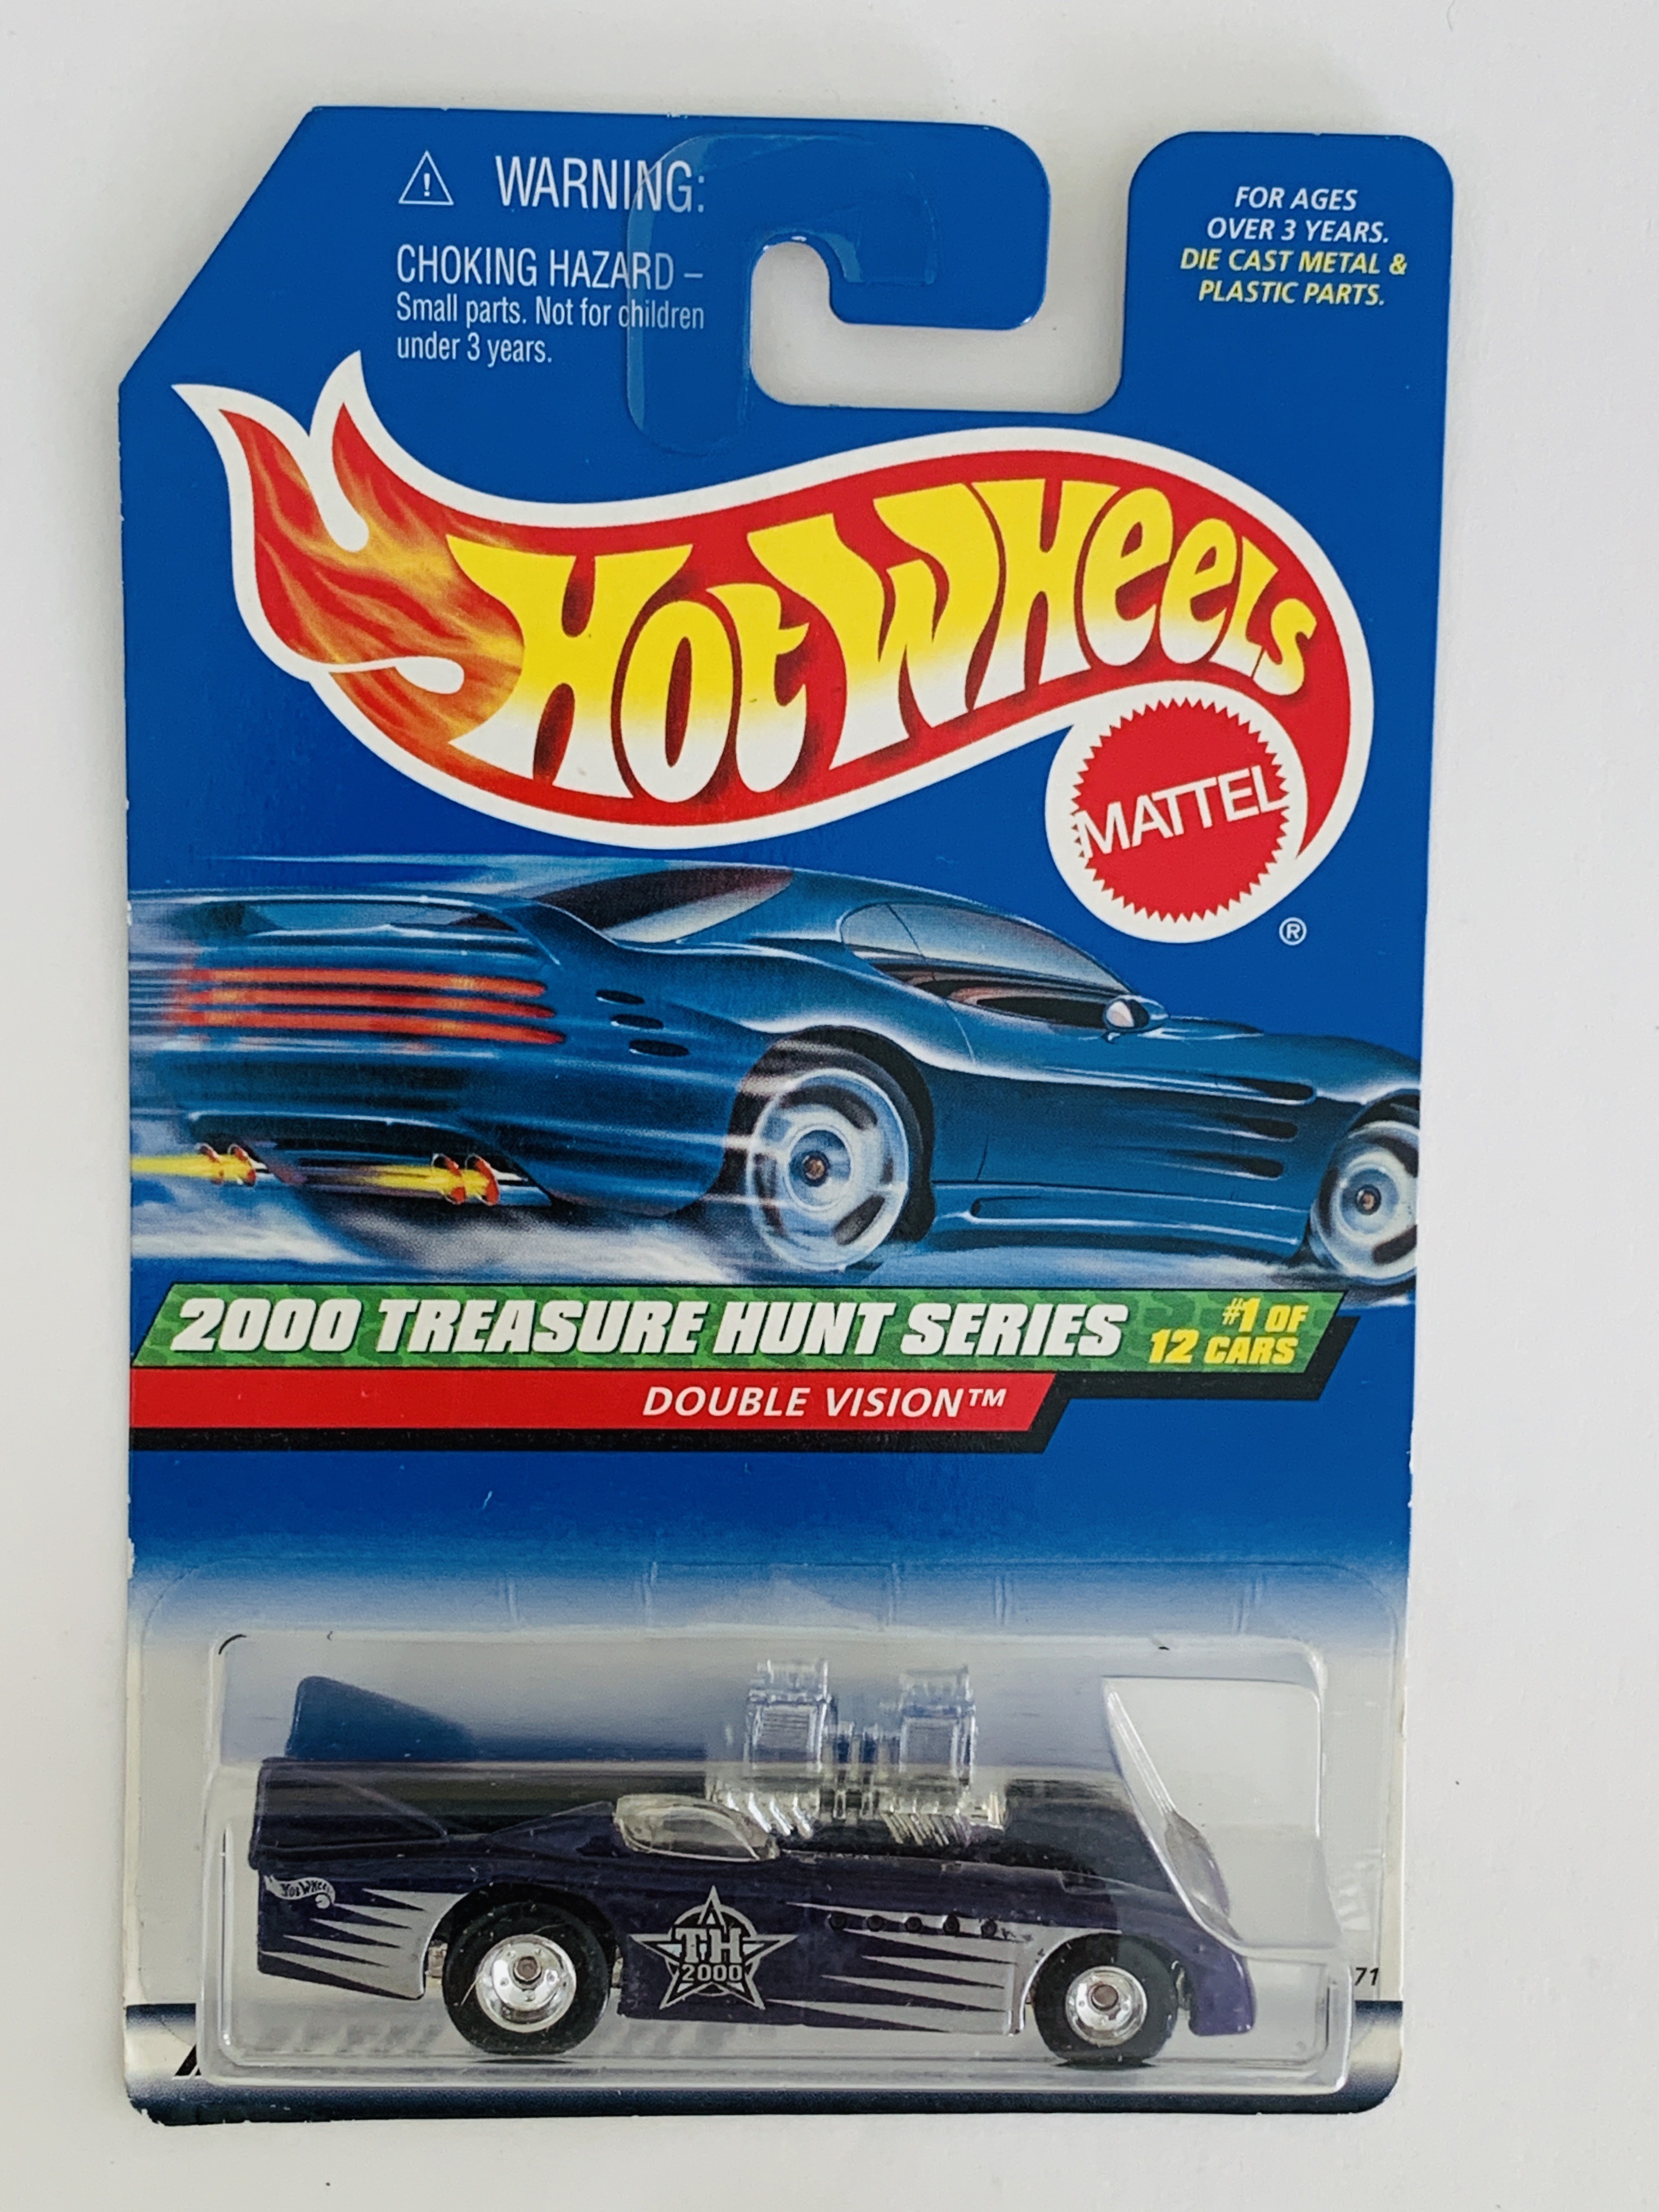 WARNING:
CHOKING HAZARD –
Small parts. Not for children
under 3 years.
FOR AGES
OVER 3 YEARS.
DIE CAST METAL &
PLASTIC PARTS.
HOT WHEELS
MATTEL
®
2000 TREASURE HUNT SERIES
#1 OF
12 CARS
DOUBLE VISION™
HOT WHEELS
TH
2000
71